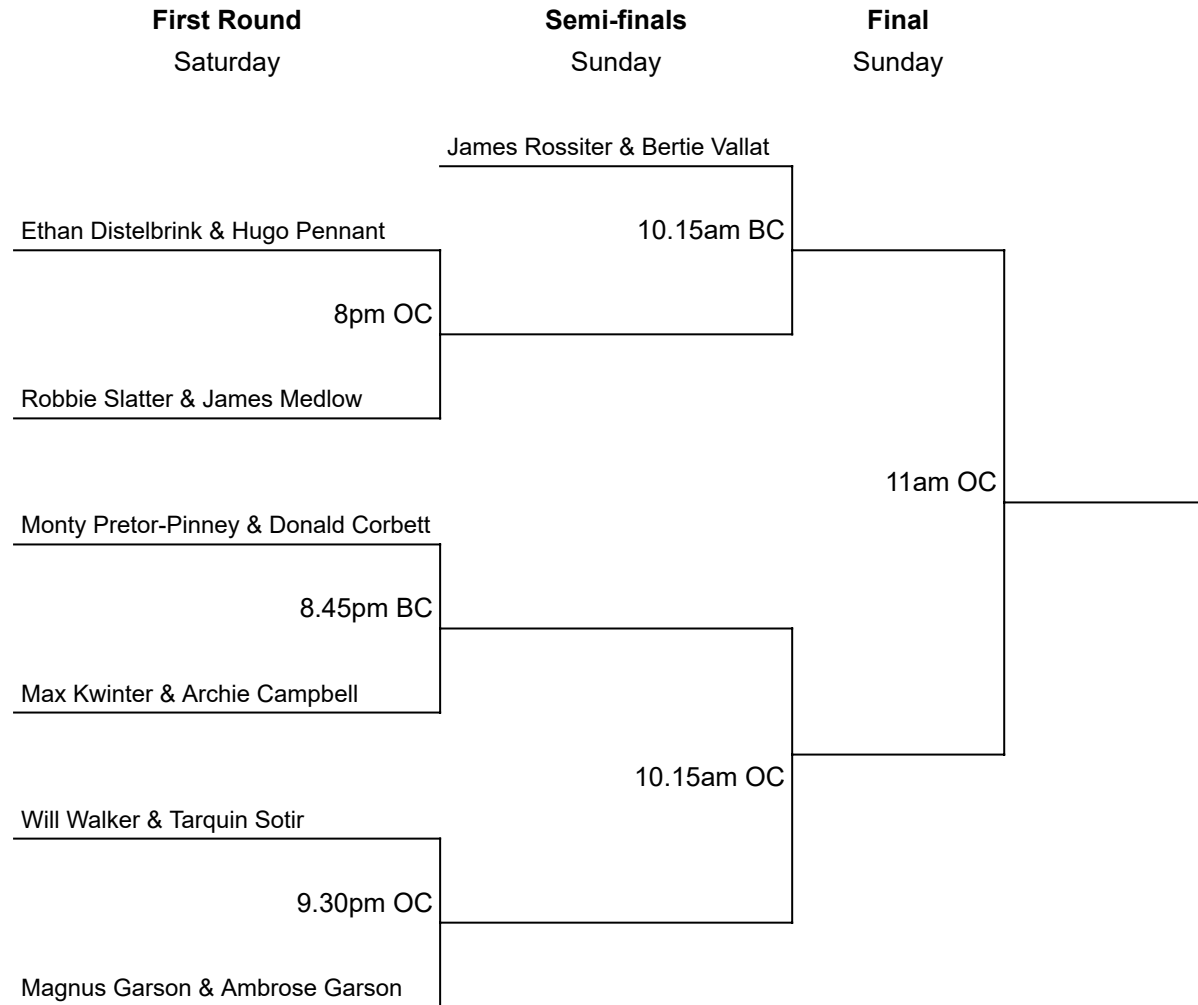 First Round Semi-finals Final
Saturday Sunday Sunday
James Rossiter & Bertie Vallat
Ethan Distelbrink & Hugo Pennant 10.15am BC
8pm OC
Robbie Slatter & James Medlow
11am OC
Monty Pretor-Pinney & Donald Corbett
8.45pm BC
Max Kwinter & Archie Campbell
10.15am OC
Will Walker & Tarquin Sotir
9.30pm OC
Magnus Garson & Ambrose Garson